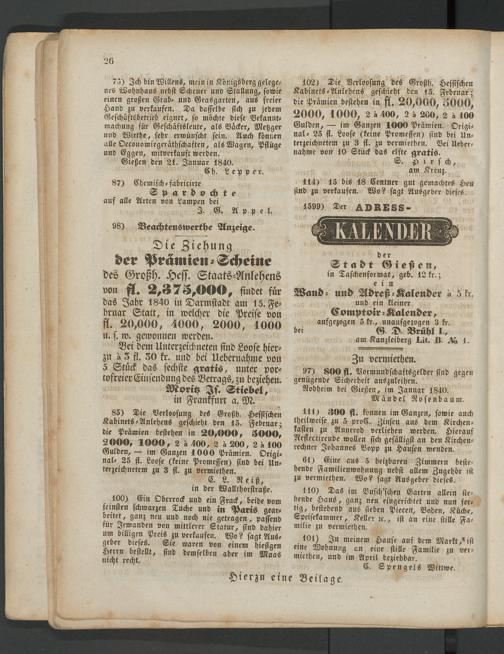 26
75) Ich bin Willens, mein in Königsberg gelege-
nes Wohnhaus nebst Scheuer und Stallung, sowie
einen großen Grab- und Grasgarten, aus freier
Hand zu verkaufen. Da dasselbe sich zu jedem
Geschäftsbetrieb eignet, so möchte diese Bekannt-
machung für Geschäftsleute, als Bäcker, Metzger
und Wirthe, sehr erwünscht sein. Auch können
alle Oeconomiegeräthschaften, als Wagen, Pflüge
und Eggen, mitverkauft werden.
Gießen den 21. Januar 1840.
Ch. Lepper.
87) Chemisch-fabricirte
Spardochte
auf alle Arten von Lampen bei
J. G. Appel.
98) Beachtenswerthe Anzeige.
Die Ziehung
der Prämien-Scheine
des Großh. Hess. Staats-Anlehens
von fl. 2,375,000, findet für
das Jahr 1840 in Darmstadt am 15. Fe-
bruar Statt, in welcher die Preise von
fl. 20,000, 4000, 2000, 1000
u. s. w. gewonnen werden.
Bei dem Unterzeichneten sind Loose hier-
zu à 3 fl. 30 kr. und bei Uebernahme von
5 Stück das sechste gratis, unter por-
tofreier Einsendung des Betrags, zu beziehen.
Moritz Js. Stiebel,
in Frankfurt a. M.
85) Die Verloosung des Großh. Hessischen
Kabinets-Anlehens geschieht den 15. Februar;
die Prämien bestehen in 20,000, 5000,
2000, 1000, 2 à 400, 2 à 200, 2 à 100
Gulden, — im Ganzen 1000 Prämien. Origi-
nal- 25 fl. Loose (keine Promessen) sind bei Un-
terzeichnetem zu 3 fl. zu vermiethen.
C. L. Reiß,
in der Wallthorstraße.
100) Ein Oberrock und ein Frack, beide vom
feinsten schwarzen Tuche und in Paris gear-
beitet, ganz neu und noch nie getragen, passend
für Jemanden von mittlerer Statur, sind dahier
um billigen Preis zu verkaufen. Wo? sagt Aus-
geber dieses. Sie waren von einem hiesigen
Herrn bestellt, sind demselben aber im Maas
nicht recht.
102) Die Verloosung des Großh. Hessischen
Kabinets-Anlehens geschieht den 15. Februar;
die Prämien bestehen in fl. 20,000, 5000,
2000, 1000, 2 à 400, 2 à 200, 2 à 100
Gulden, — im Ganzen 1000 Prämien. Origi-
nal- 25 fl. Loose (keine Promessen) sind bei Un-
terzeichnetem zu 3 fl. zu vermiethen. Bei Ueber-
nahme von 10 Stück das elfte gratis.
S. Hirsch,
am Kreuz.
114) 15 bis 18 Centner gut gemachtes Heu
sind zu verkaufen. Wo? sagt Ausgeber dieses.
1599) Der ADRESS-
KALENDER
der
Stadt Gießen,
in Taschenformat, geb. 12 kr.;
ein
Wand- und Adreß-Kalender à 5 kr.
und ein kleiner
Comptoir-Kalender,
aufgezogen 5 kr., unaufgezogen 3 kr.
bei G. D. Brühl I.,
am Kanzleiberg Lit. B. № 1.
Zu vermiethen.
97) 800 fl. Vormundschaftsgelder sind gegen
genügende Sicherheit auszuleihen.
Rodheim bei Gießen, im Januar 1840.
Mändel Rosenbaum.
111) 300 fl. können im Ganzen, sowie auch
theilweise zu 5 proC. Zinsen aus dem Kirchen-
kasten zu Annerod verliehen werden. Hierauf
Reflectirende wollen sich gefälligst an den Kirchen-
rechner Johannes Bopp zu Hausen wenden.
61) Eine aus 5 heizbaren Zimmern beste-
hende Familienwohnung nebst allem Zugehör ist
zu vermiethen. Wo? sagt Ausgeber dieses.
110) Das im Busch'schen Garten allein ste-
hende Haus, ganz neu eingerichtet und nun fer-
tig, bestehend aus sieben Piecen, Boden, Küche,
Speisekammer, Keller &c., ist an eine stille Fa-
milie zu vermiethen.
101) In meinem Hause auf dem Markt, ist
eine Wohnung an eine stille Familie zu ver-
miethen, und im April beziehbar.
C. Spengels Wittwe.
Hierzu eine Beilage.